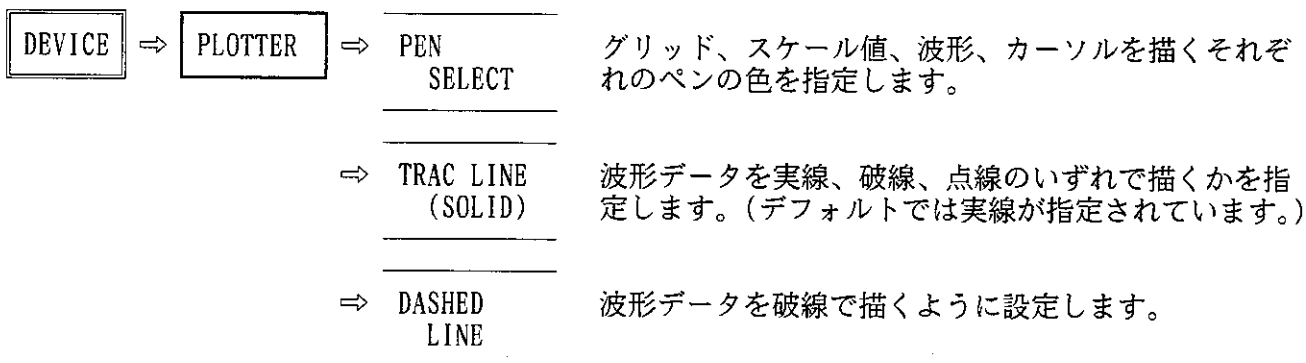 DEVICE ⇨ PLOTTER ⇨ PEN グリッド、スケール値、波形、カーソルを描くそれぞ
SELECT れのペンの色を指定します。
⇨ TRAC LINE 波形データを実線、破線、点線のいずれで描くかを指
(SOLID) 定します。(デフォルトでは実線が指定されています。)
⇨ DASHED 波形データを破線で描くように設定します。
LINE